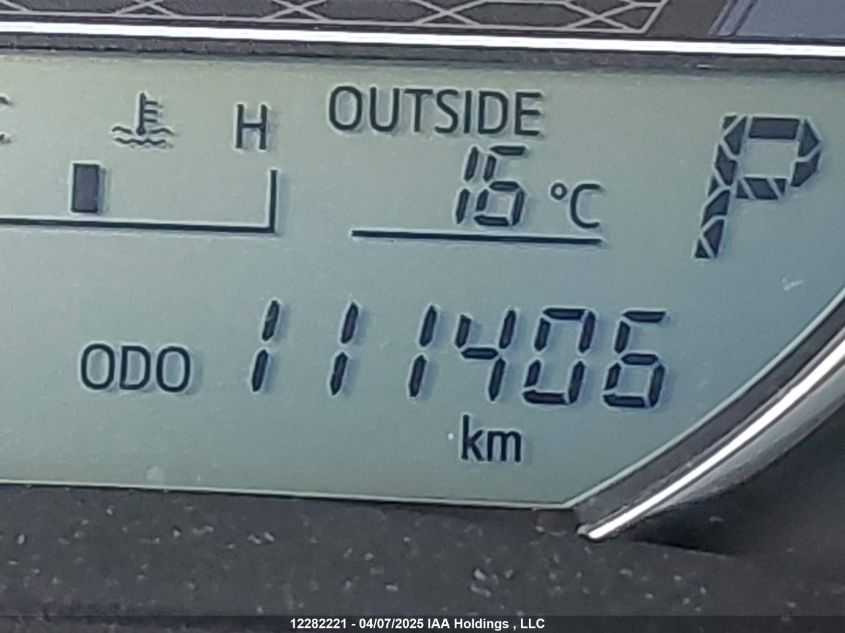 H
OUTSIDE
16 °C
P
ODO 111406
km
12282221 - 04/07/2025 IAA Holdings , LLC